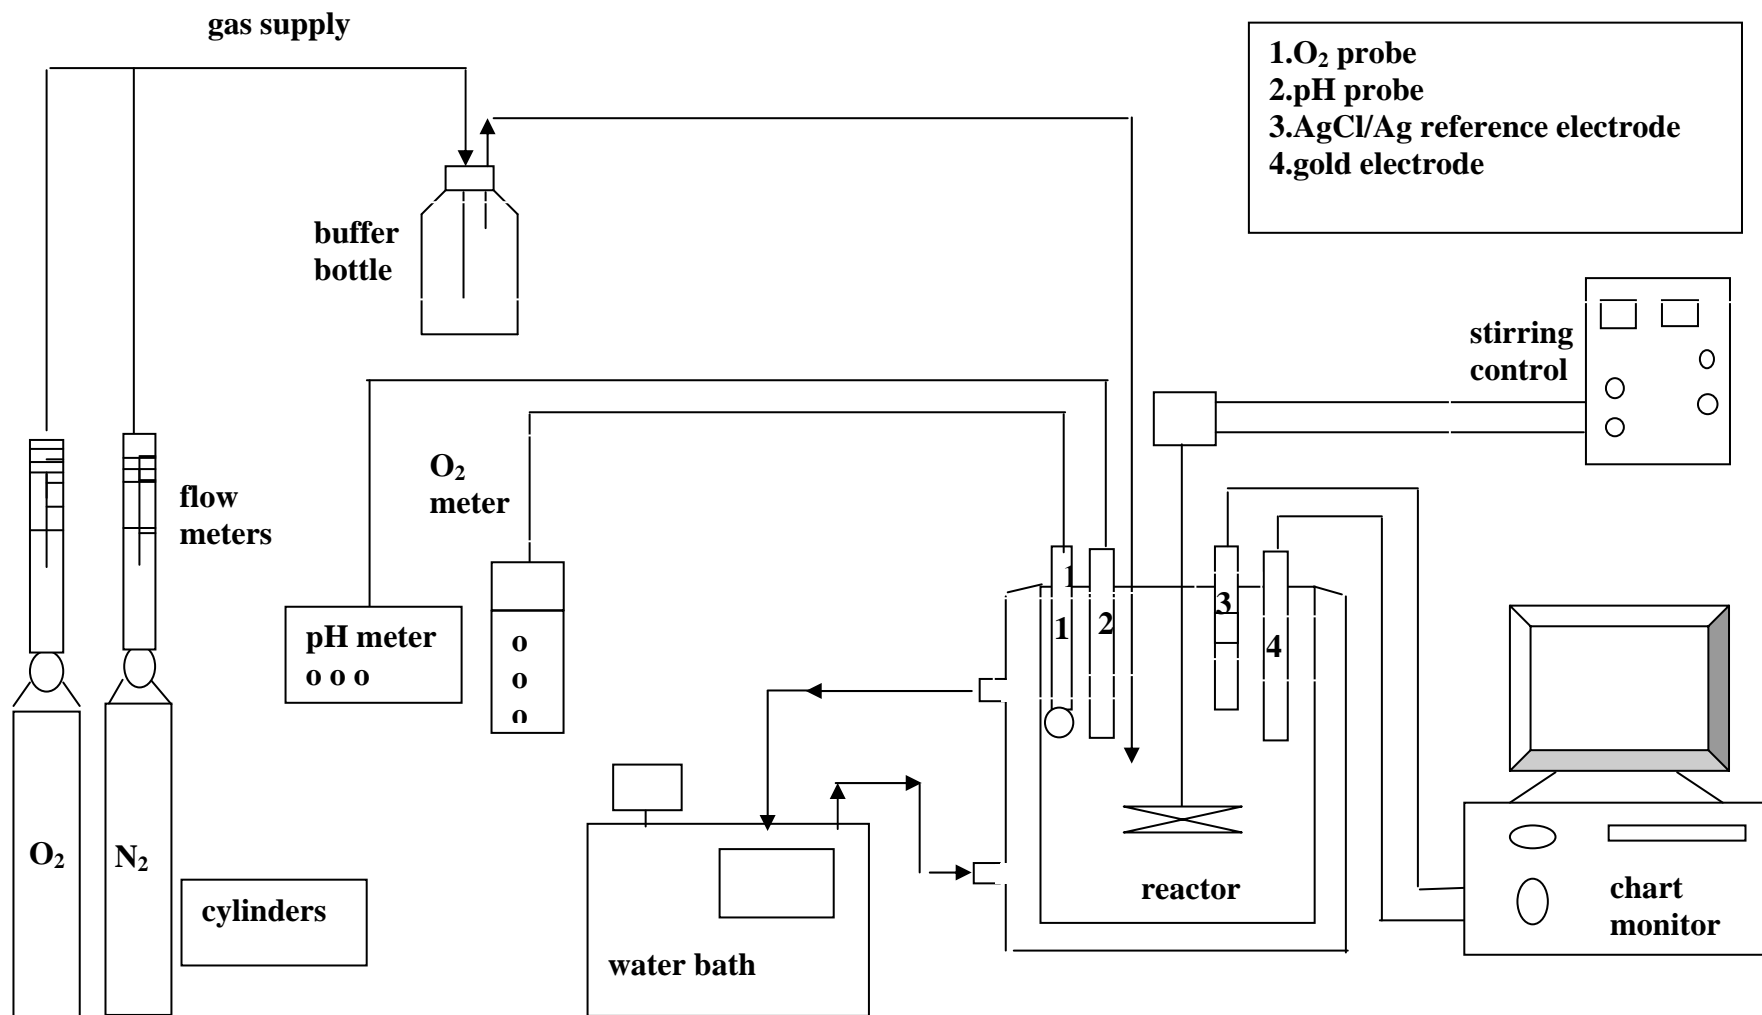 gas supply
1.O₂ probe
2.pH probe
3.AgCl/Ag reference electrode
4.gold electrode
buffer
bottle
stirring
control
O₂
meter
flow
meters
1
1
2
3
4
pH meter
o o o
o
o
o
O₂
N₂
cylinders
water bath
reactor
chart
monitor